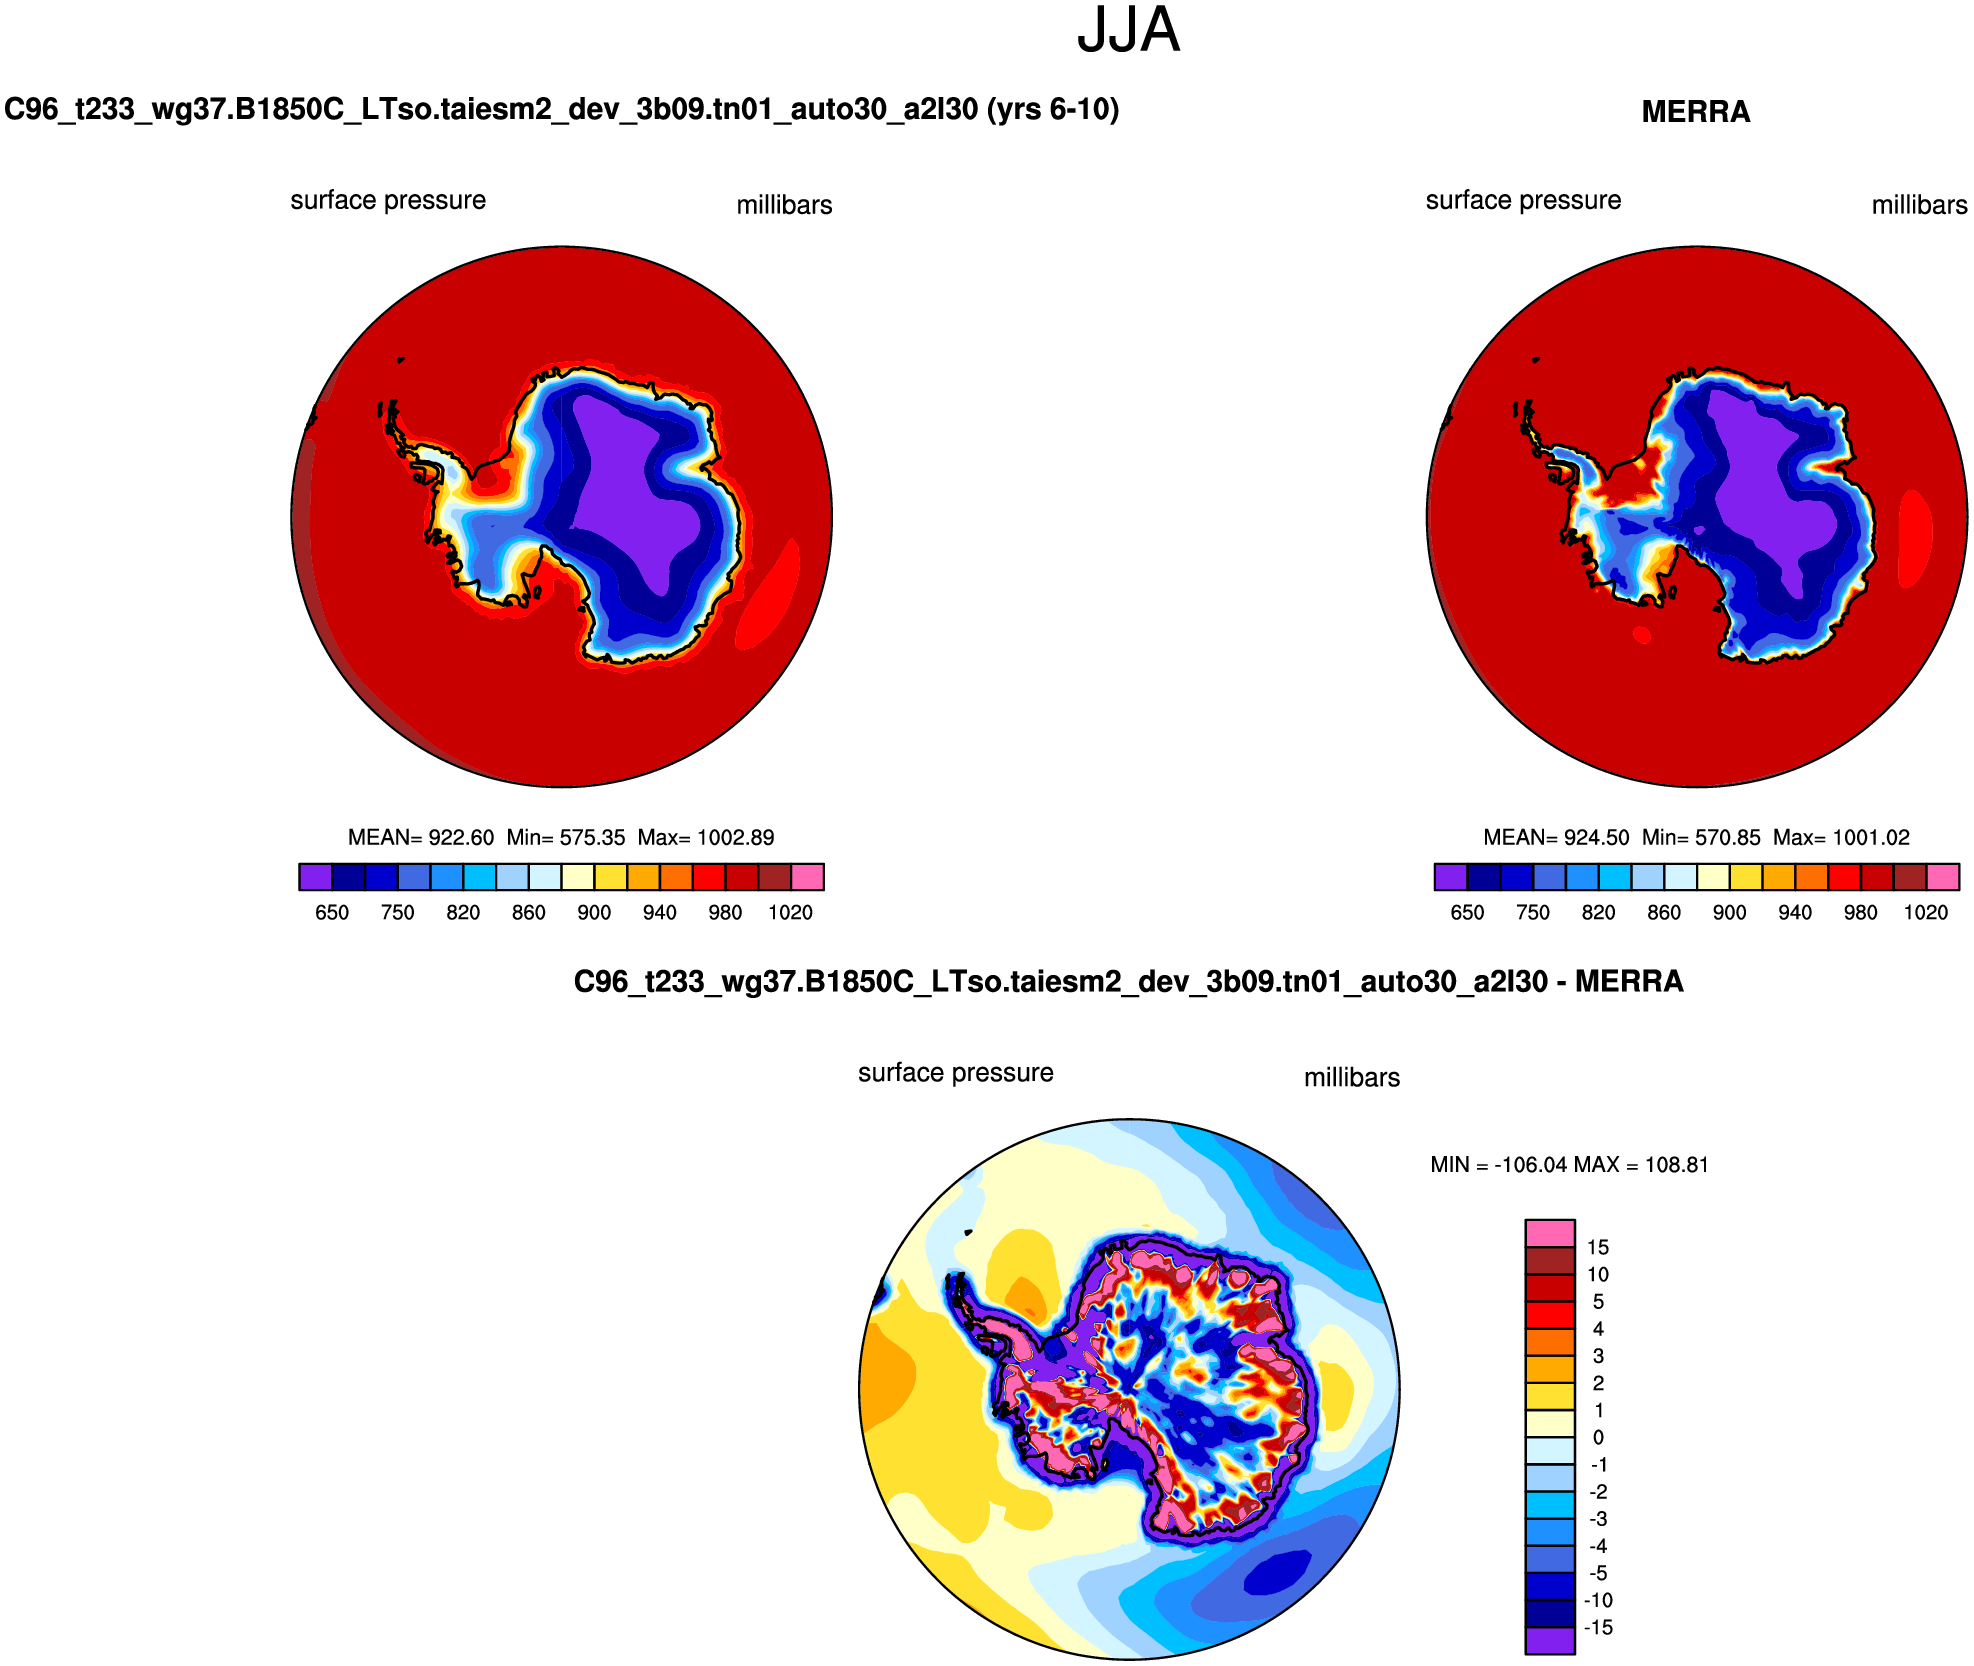 JJA
C96_t233_wg37.B1850C_LTso.taiesm2_dev_3b09.tn01_auto30_a2l30 (yrs 6-10)
MERRA
surface pressure millibars
surface pressure millibars
MEAN= 922.60 Min= 575.35 Max= 1002.89
650 750 820 860 900 940 980 1020
MEAN= 924.50 Min= 570.85 Max= 1001.02
650 750 820 860 900 940 980 1020
C96_t233_wg37.B1850C_LTso.taiesm2_dev_3b09.tn01_auto30_a2l30 - MERRA
surface pressure millibars
MIN = -106.04 MAX = 108.81
15
10
5
4
3
2
1
0
-1
-2
-3
-4
-5
-10
-15